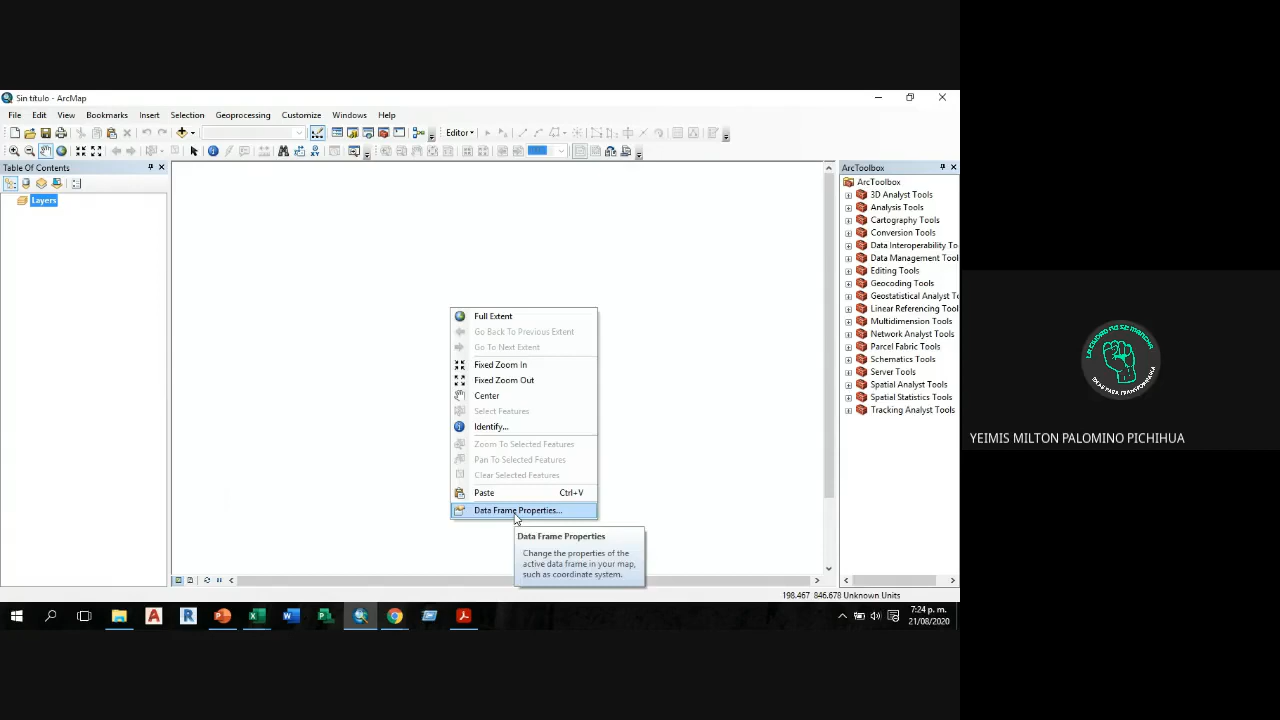 Sin título - ArcMap
File Edit View Bookmarks Insert Selection Geoprocessing Customize Windows Help
Editor
Table Of Contents
Layers
ArcToolbox
ArcToolbox
3D Analyst Tools
Analysis Tools
Cartography Tools
Conversion Tools
Data Interoperability To
Data Management Tool
Editing Tools
Geocoding Tools
Geostatistical Analyst To
Linear Referencing Tool
Multidimension Tools
Network Analyst Tools
Parcel Fabric Tools
Schematics Tools
Server Tools
Spatial Analyst Tools
Spatial Statistics Tools
Tracking Analyst Tools
Full Extent
Go Back To Previous Extent
Go To Next Extent
Fixed Zoom In
Fixed Zoom Out
Center
Select Features
Identify...
Zoom To Selected Features
Pan To Selected Features
Clear Selected Features
Paste Ctrl+V
Data Frame Properties...
Data Frame Properties
Change the properties of the
active data frame in your map,
such as coordinate system.
198.467 846.678 Unknown Units
7:24 p. m.
21/08/2020
YEIMIS MILTON PALOMINO PICHIHUA